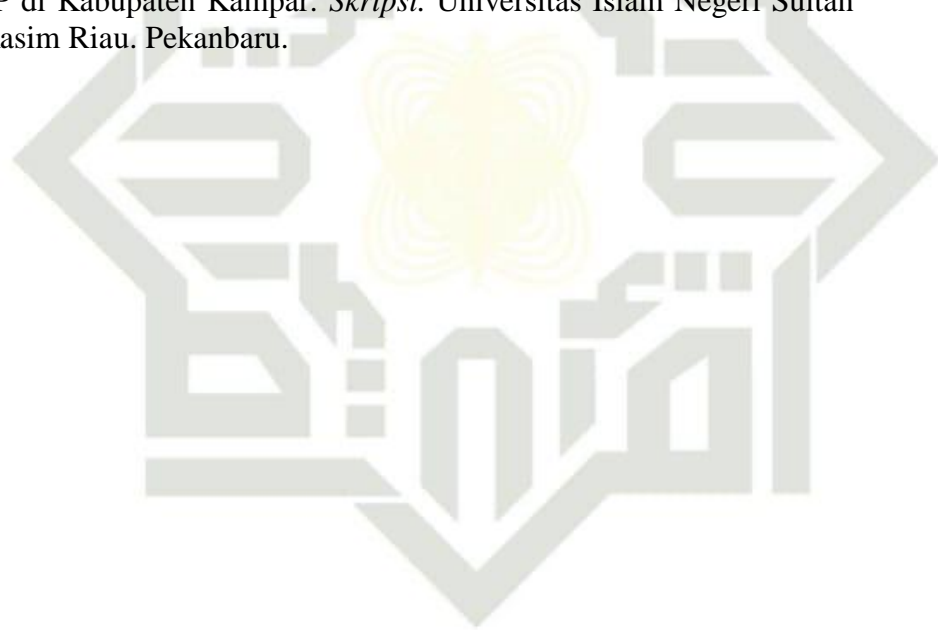 P di Kabupaten Kampar. Skripsi. Universitas Islam Negeri Sultan
asim Riau. Pekanbaru.